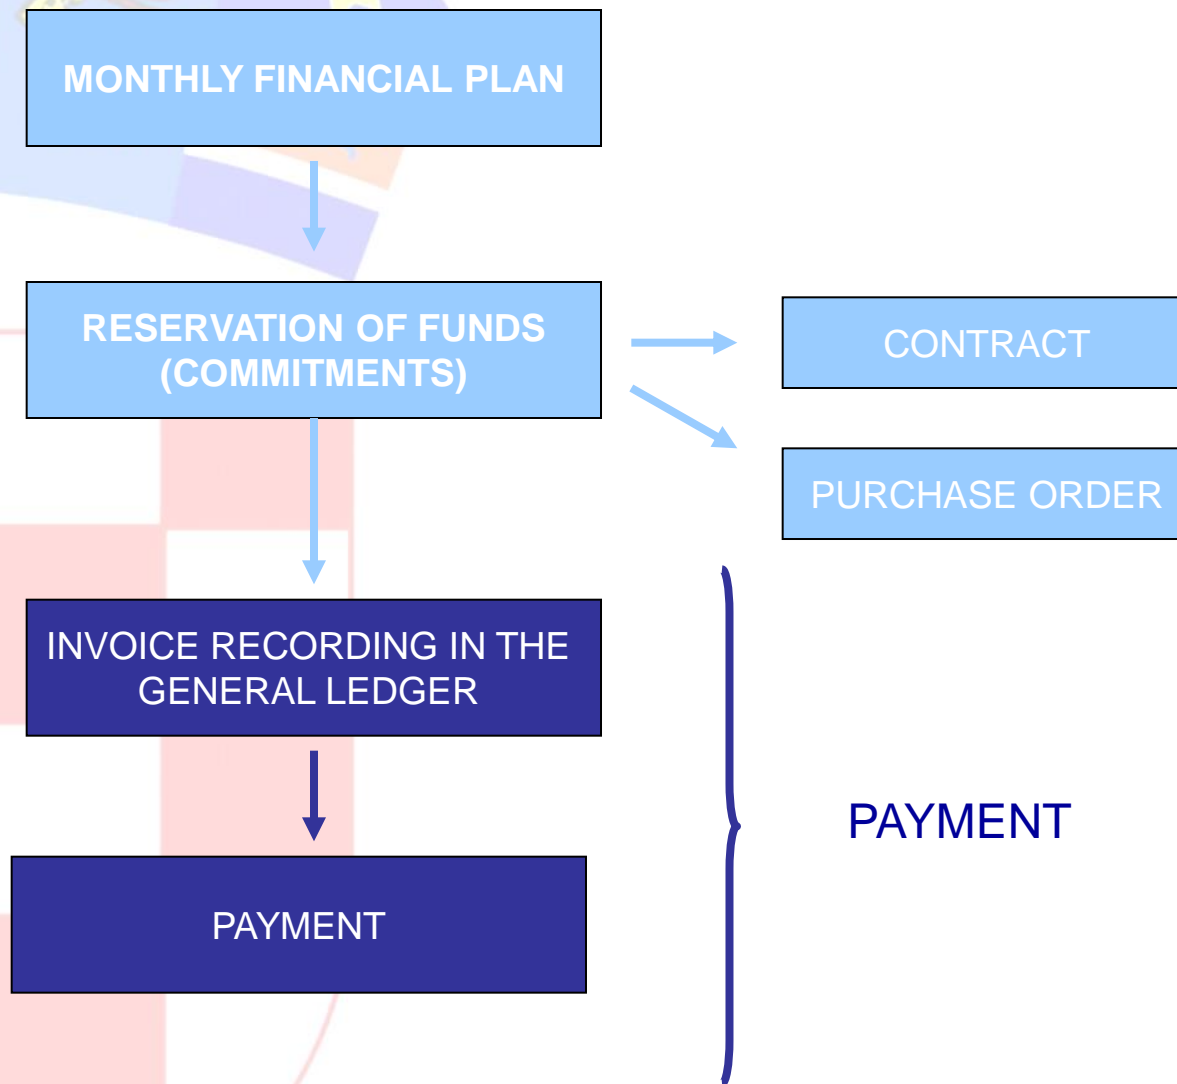 MONTHLY FINANCIAL PLAN
RESERVATION OF FUNDS
(COMMITMENTS)
CONTRACT
PURCHASE ORDER
INVOICE RECORDING IN THE
GENERAL LEDGER
PAYMENT
PAYMENT